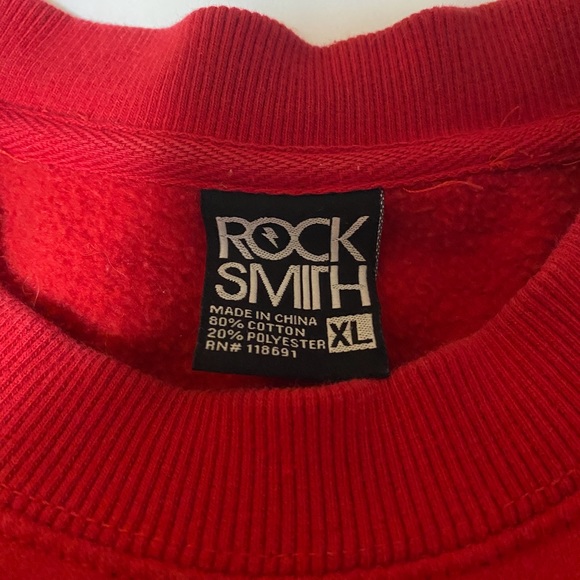 ROCK
SMITH
MADE IN CHINA
80% COTTON
20% POLYESTER
RN# 118691
XL